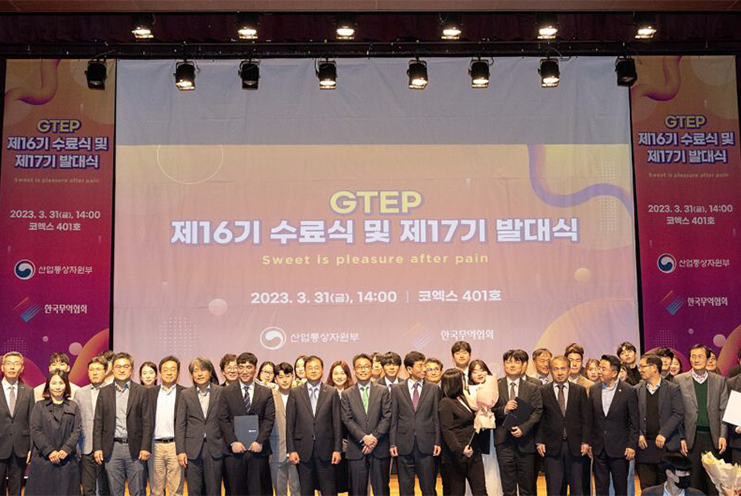 GTEP
제16기 수료식 및
제17기 발대식
Sweet is pleasure after pain
2023. 3. 31(금), 14:00
코엑스 401호
산업통상자원부
한국무역협회
GTEP
제16기 수료식 및 제17기 발대식
Sweet is pleasure after pain
2023. 3. 31(금), 14:00 | 코엑스 401호
산업통상자원부 한국무역협회
GTEP
제16기 수료식 및
제17기 발대식
Sweet is pleasure after pain
2023. 3. 31(금), 14:00
코엑스 401호
산업통상자원부
한국무역협회